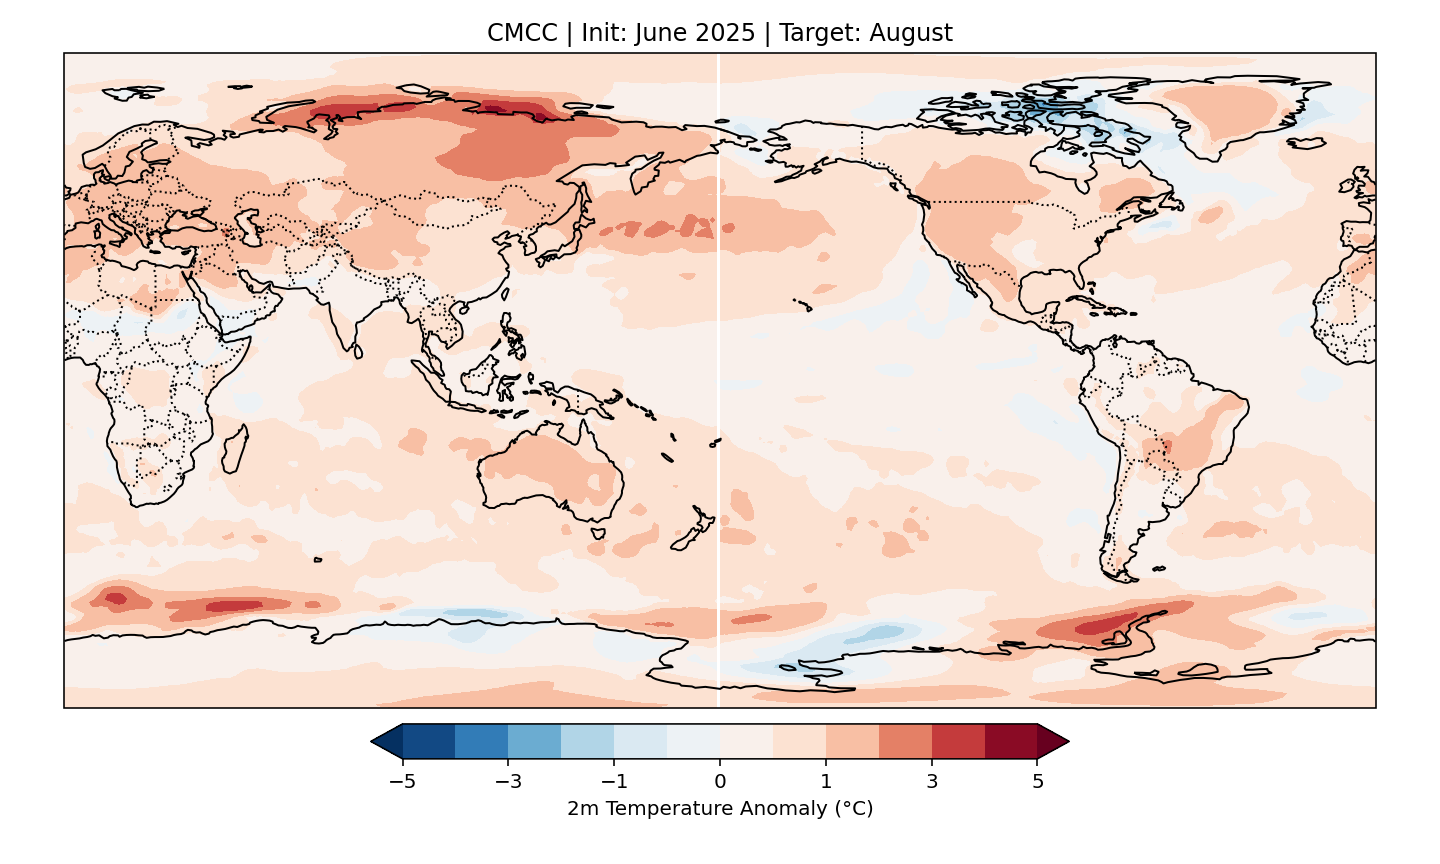 CMCC | Init: June 2025 | Target: August
−5 −3 −1 0 1 3 5
2m Temperature Anomaly (°C)